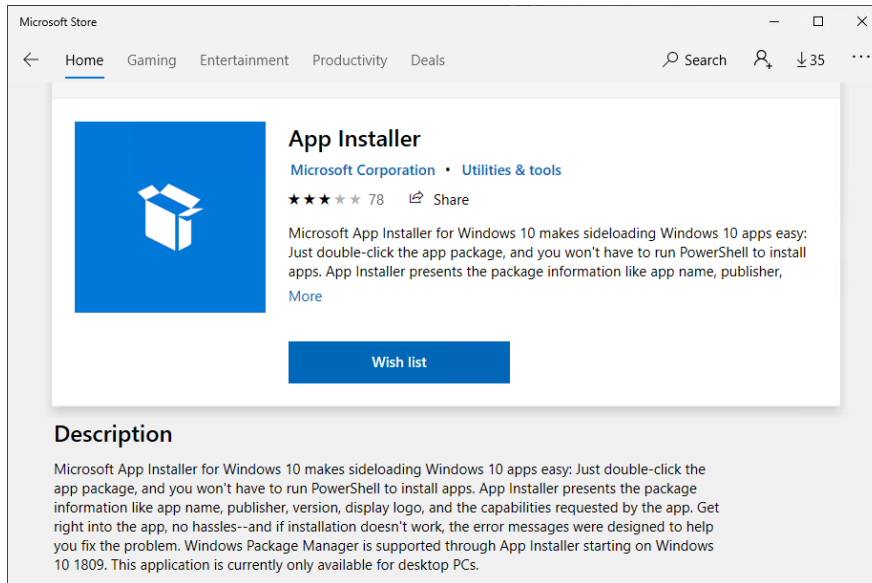 Microsoft Store
Home Gaming Entertainment Productivity Deals Search 35
App Installer
Microsoft Corporation • Utilities & tools
78 Share
Microsoft App Installer for Windows 10 makes sideloading Windows 10 apps easy:
Just double-click the app package, and you won't have to run PowerShell to install
apps. App Installer presents the package information like app name, publisher,
More
Wish list
Description
Microsoft App Installer for Windows 10 makes sideloading Windows 10 apps easy: Just double-click the
app package, and you won't have to run PowerShell to install apps. App Installer presents the package
information like app name, publisher, version, display logo, and the capabilities requested by the app. Get
right into the app, no hassles--and if installation doesn't work, the error messages were designed to help
you fix the problem. Windows Package Manager is supported through App Installer starting on Windows
10 1809. This application is currently only available for desktop PCs.